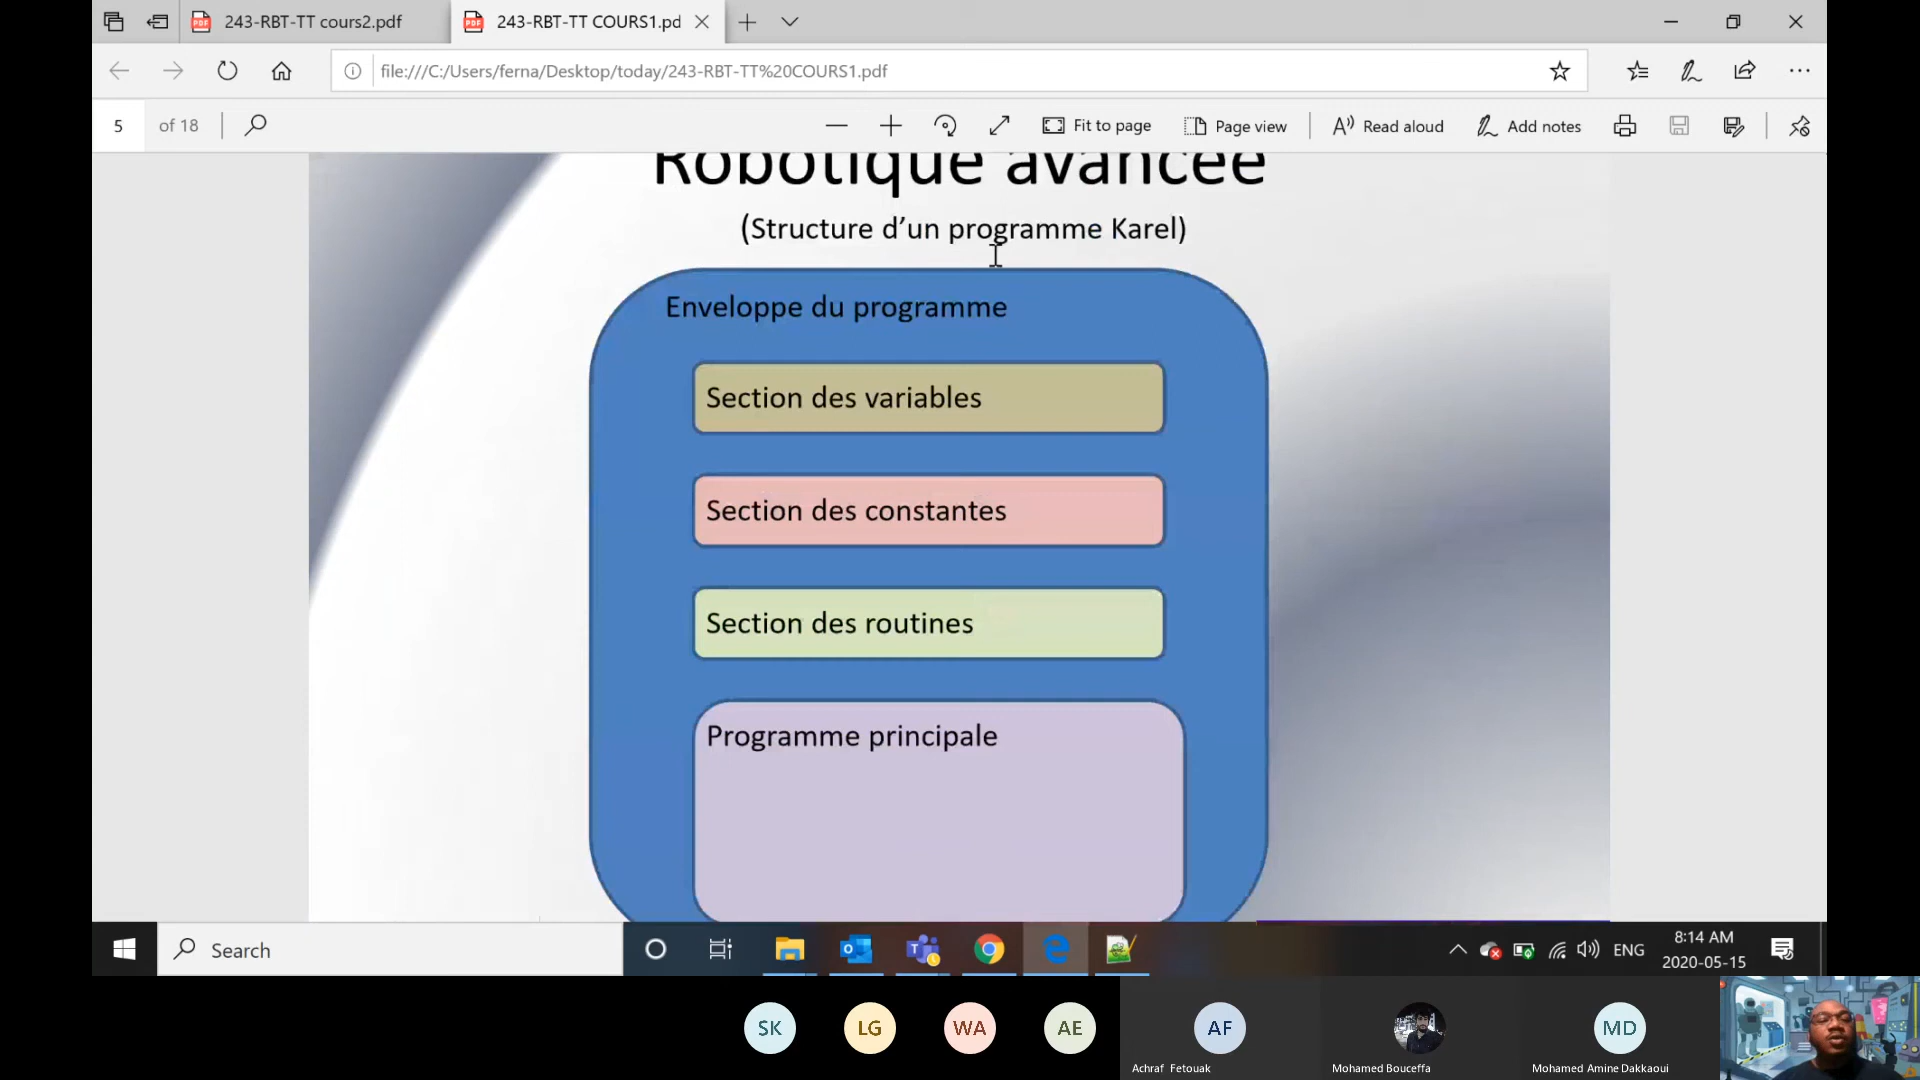 243-RBT-TT cours2.pdf
243-RBT-TT COURS1.pd
file:///C:/Users/ferna/Desktop/today/243-RBT-TT%20COURS1.pdf
5 of 18
Fit to page
Page view
Read aloud
Add notes
Robotique avancée
(Structure d’un programme Karel)
Enveloppe du programme
Section des variables
Section des constantes
Section des routines
Programme principale
Search
ENG
8:14 AM
2020-05-15
SK
LG
WA
AE
AF
MD
Achraf Fetouak
Mohamed Bouceffa
Mohamed Amine Dakkaoui